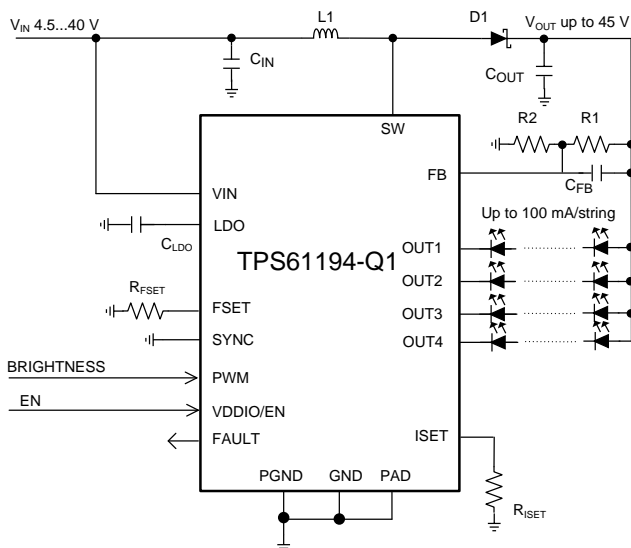 V_IN 4.5...40 V
L1
D1
V_OUT up to 45 V
C_IN
C_OUT
SW
R2
R1
FB
C_FB
VIN
LDO
C_LDO
Up to 100 mA/string
TPS61194-Q1
OUT1
OUT2
OUT3
OUT4
R_FSET
FSET
SYNC
BRIGHTNESS
PWM
EN
VDDIO/EN
FAULT
ISET
PGND
GND
PAD
R_ISET